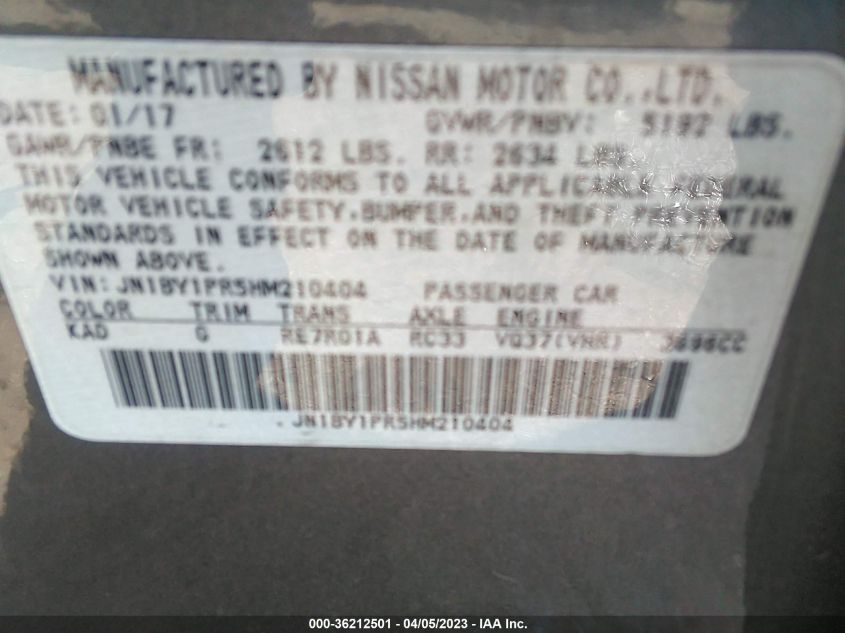 MANUFACTURED BY NISSAN MOTOR CO.,LTD.
DATE: 01/17 GVWR/PNBV: 5192 LBS.
GAWR/PNBE FR: 2612 LBS. RR: 2634 LBS.
THIS VEHICLE CONFORMS TO ALL APPLICABLE FEDERAL
MOTOR VEHICLE SAFETY,BUMPER,AND THEFT PREVENTION
STANDARDS IN EFFECT ON THE DATE OF MANUFACTURE
SHOWN ABOVE.
VIN: JN1BY1PR5HM210404 PASSENGER CAR
COLOR TRIM TRANS AXLE ENGINE
KAD G RE7R01A RC33 VQ37(VHR) 3696CC
JN1BY1PR5HM210404
000-36212501 - 04/05/2023 - IAA Inc.